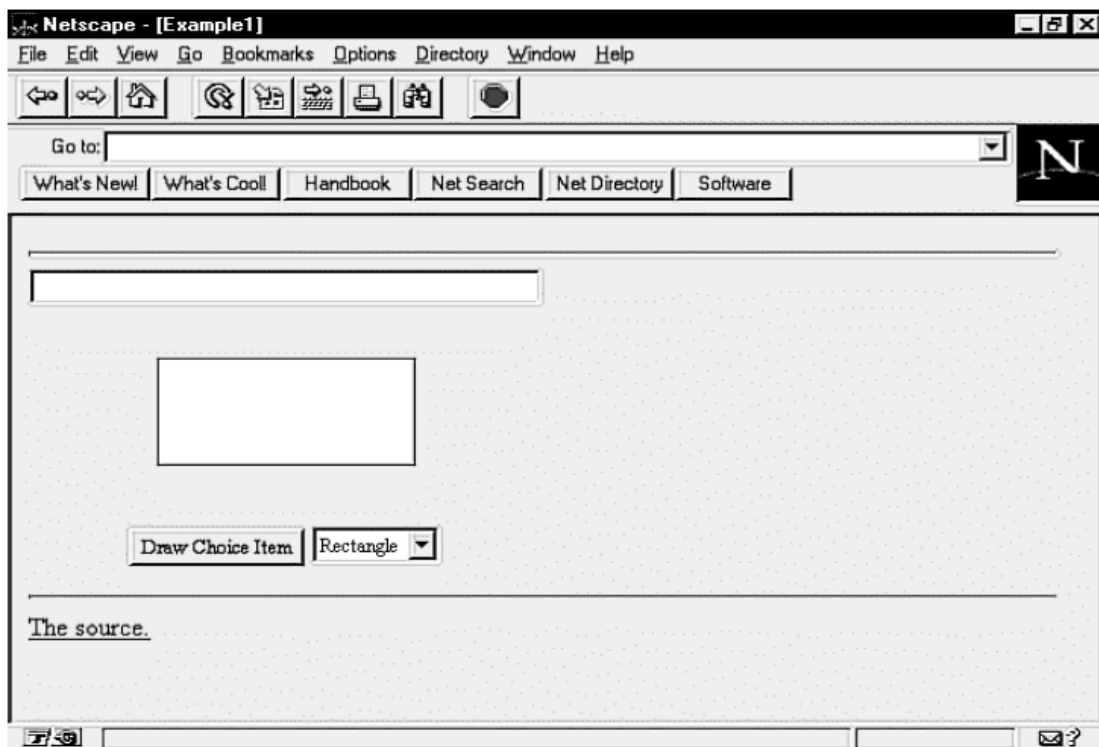 Netscape - [Example1]
File Edit View Go Bookmarks Options Directory Window Help
Go to:
N
What's New! What's Cool! Handbook Net Search Net Directory Software
Draw Choice Item Rectangle
The source.
?